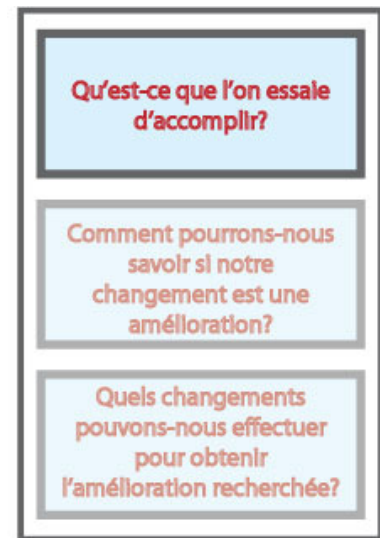 Qu'est-ce que l'on essaie
d'accomplir?
Comment pourrons-nous
savoir si notre
changement est une
amélioration?
Quels changements
pouvons-nous effectuer
pour obtenir
l'amélioration recherchée?